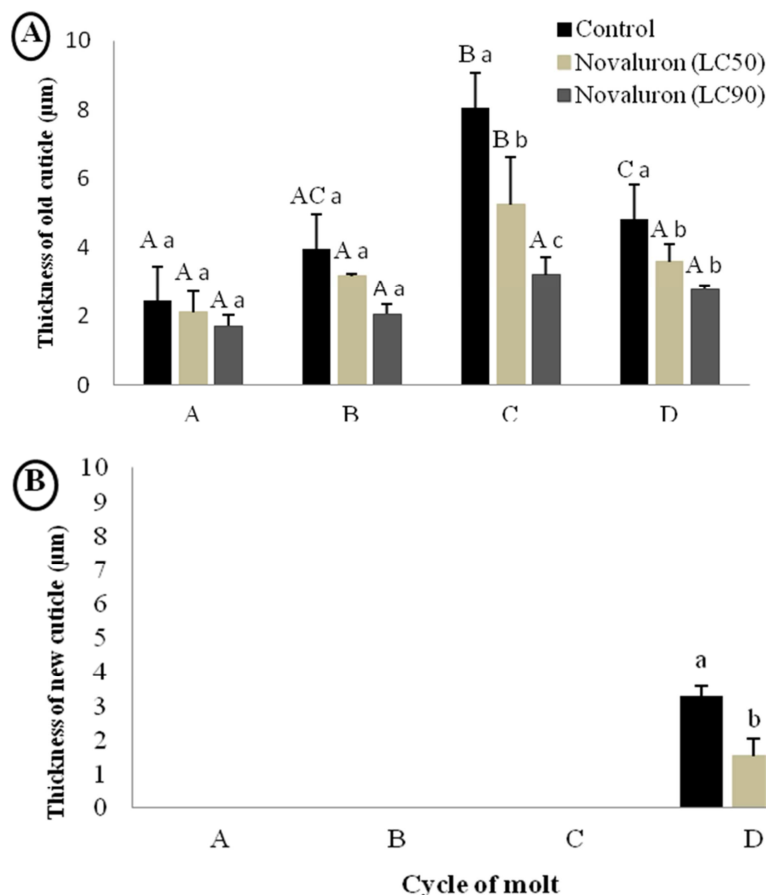 A
Thickness of old cuticle (µm)
10
8
6
4
2
0
Control
Novaluron (LC50)
Novaluron (LC90)
A a
A a
A a
AC a
A a
A a
B a
B b
A c
C a
A b
A b
A
B
C
D
B
Thickness of new cuticle (µm)
10
9
8
7
6
5
4
3
2
1
0
a
b
A
B
C
D
Cycle of molt